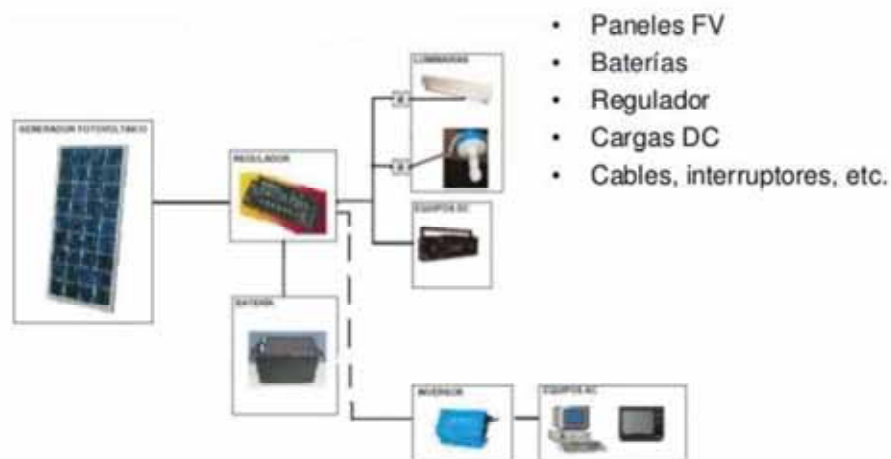 • Paneles FV
• Baterías
• Regulador
• Cargas DC
• Cables, interruptores, etc.
LUMINARIAS
GENERADOR FOTOVOLTAICO
REGULADOR
EQUIPOS DC
BATERÍA
INVERSOR
EQUIPOS AC